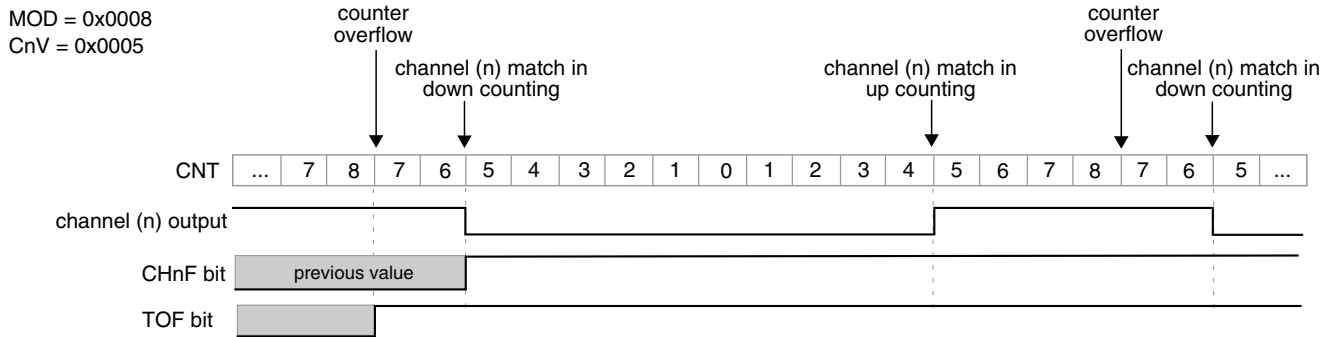 MOD = 0x0008
CnV = 0x0005
counter
overflow
channel (n) match in
down counting
channel (n) match in
up counting
counter
overflow
channel (n) match in
down counting
CNT ... 7 8 7 6 5 4 3 2 1 0 1 2 3 4 5 6 7 8 7 6 5 ...
channel (n) output
CHnF bit previous value
TOF bit